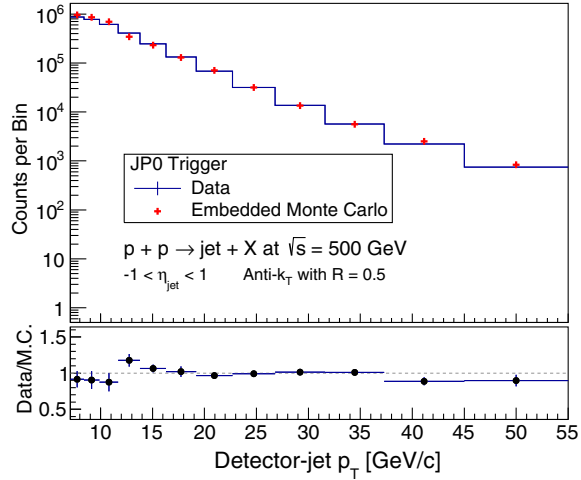 10⁶
10⁵
10⁴
10³
10²
10
1
Counts per Bin
JP0 Trigger
Data
Embedded Monte Carlo
p + p → jet + X at √s = 500 GeV
-1 < η_jet < 1 Anti-k_T with R = 0.5
1.5
1
0.5
Data/M.C.
10 15 20 25 30 35 40 45 50 55
Detector-jet p_T [GeV/c]